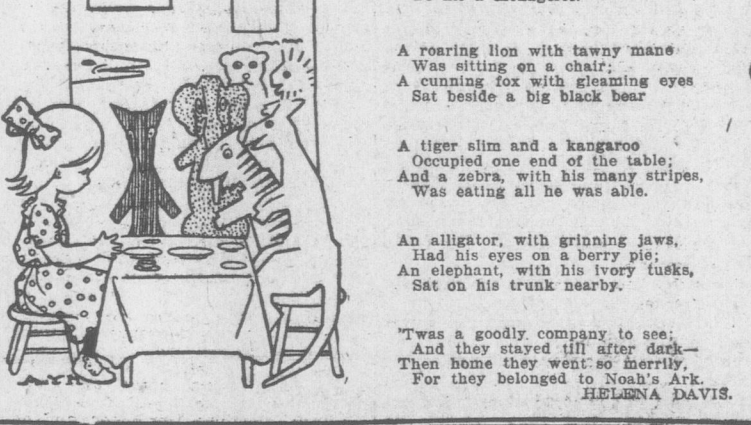 A roaring lion with tawny mane
Was sitting on a chair;
A cunning fox with gleaming eyes
Sat beside a big black bear
A tiger slim and a kangaroo
Occupied one end of the table;
And a zebra, with his many stripes,
Was eating all he was able.
An alligator, with grinning jaws,
Had his eyes on a berry pie;
An elephant, with his ivory tusks,
Sat on his trunk nearby.
'Twas a goodly company to see;
And they stayed till after dark—
Then home they went so merrily,
For they belonged to Noah's Ark.
HELENA DAVIS.